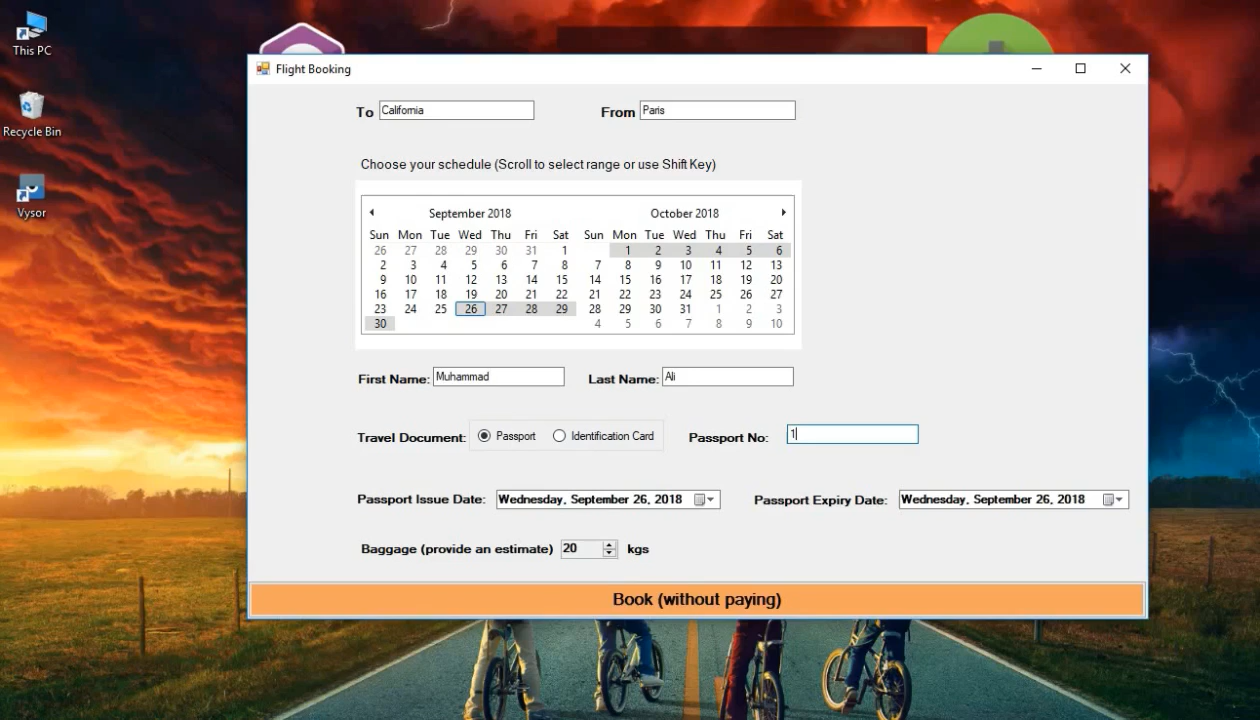 This PC
Recycle Bin
Vysor
Flight Booking
To California From Paris
Choose your schedule (Scroll to select range or use Shift Key)
September 2018 October 2018
Sun Mon Tue Wed Thu Fri Sat Sun Mon Tue Wed Thu Fri Sat
26 27 28 29 30 31 1 1 2 3 4 5 6
2 3 4 5 6 7 8 7 8 9 10 11 12 13
9 10 11 12 13 14 15 14 15 16 17 18 19 20
16 17 18 19 20 21 22 21 22 23 24 25 26 27
23 24 25 26 27 28 29 28 29 30 31 1 2 3
30 4 5 6 7 8 9 10
First Name: Muhammad Last Name: Ali
Travel Document: Passport Identification Card Passport No: 1
Passport Issue Date: Wednesday, September 26, 2018 Passport Expiry Date: Wednesday, September 26, 2018
Baggage (provide an estimate) 20 kgs
Book (without paying)